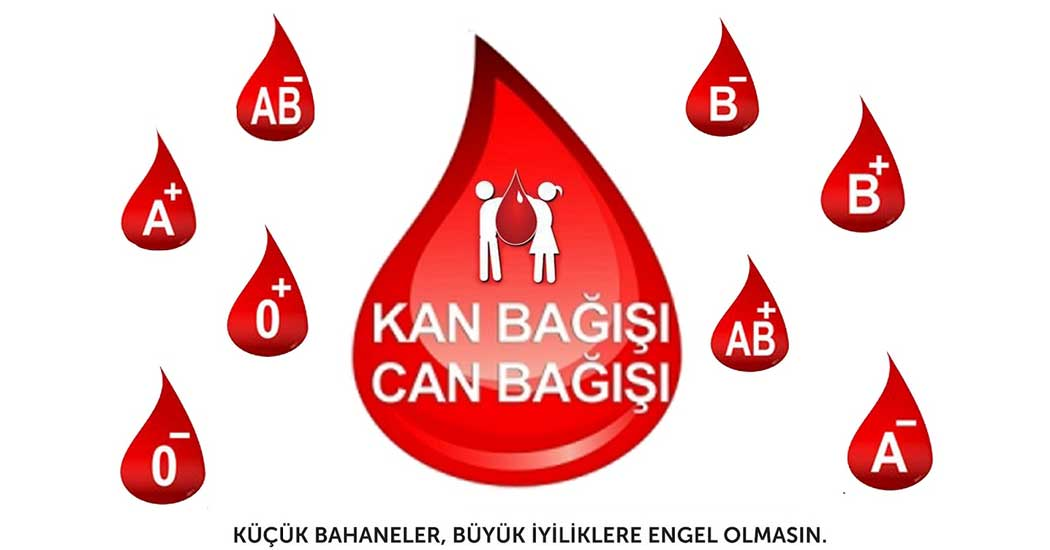 AB-
B-
A+
B+
0+
KAN BAĞIŞI
CAN BAĞIŞI
AB+
0-
A-
KÜÇÜK BAHANELER, BÜYÜK İYİLİKLERE ENGEL OLMASIN.